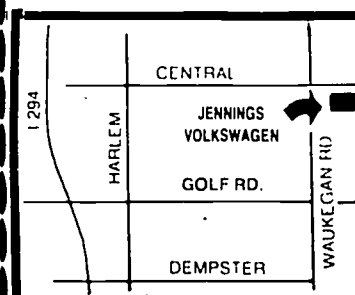 CENTRAL
I 294
HARLEM
JENNINGS
VOLKSWAGEN
GOLF RD.
WAUKEGAN RD
DEMPSTER